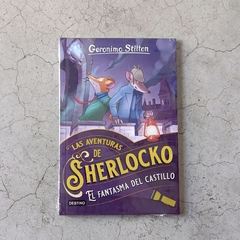 Geronimo Stilton
LAS AVENTURAS
DE
SHERLOCKO
EL FANTASMA DEL CASTILLO
DESTINO